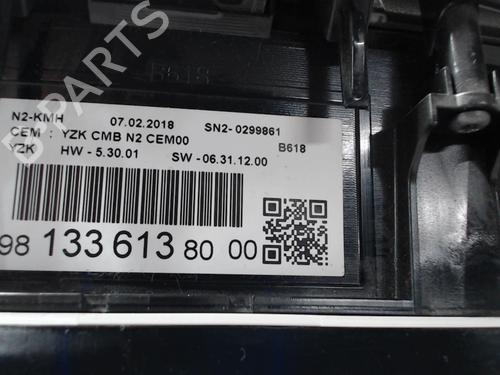 B618
N2-KMH 07.02.2018 SN2- 0299861
CEM : YZK CMB N2 CEM00 B618
YZK HW - 5.30.01 SW - 06.31.12.00
98 133 613 80 00
B-PARTS